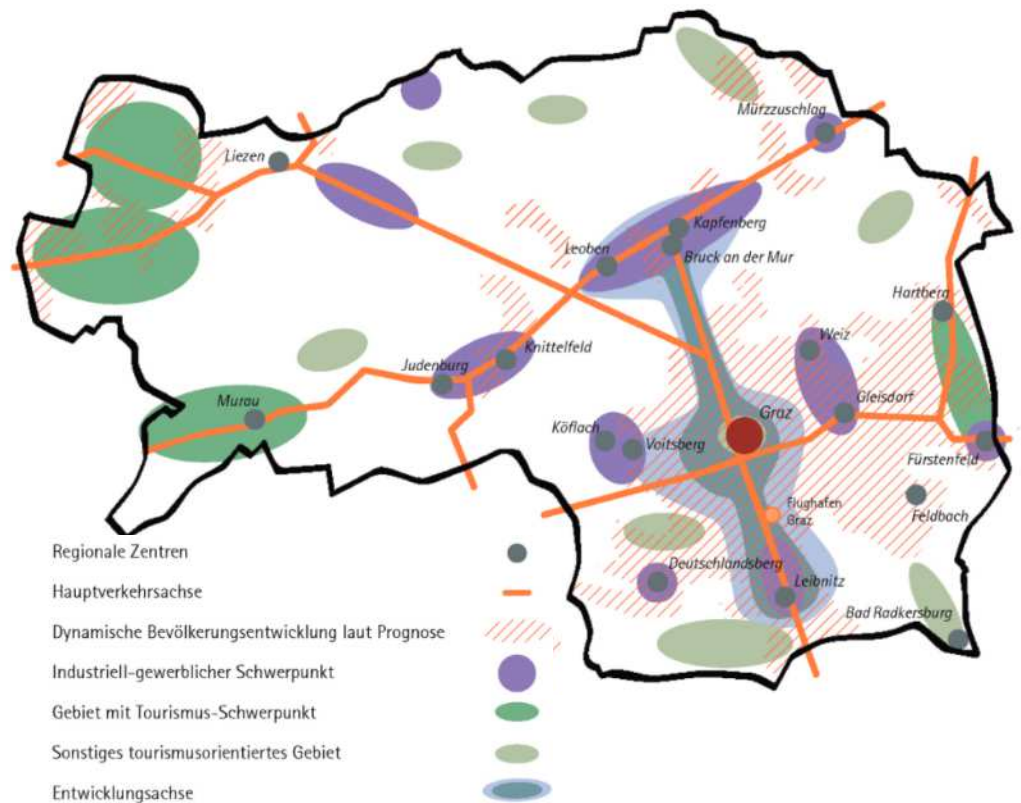 Mürzzuschlag
Liezen
Kapfenberg
Leoben
Bruck an der Mur
Hartberg
Weiz
Knittelfeld
Judenburg
Murau
Gleisdorf
Graz
Köflach
Voitsberg
Fürstenfeld
Flughafen
Graz
Feldbach
Deutschlandsberg
Leibnitz
Bad Radkersburg
Regionale Zentren
Hauptverkehrsachse
Dynamische Bevölkerungsentwicklung laut Prognose
Industriell-gewerblicher Schwerpunkt
Gebiet mit Tourismus-Schwerpunkt
Sonstiges tourismusorientiertes Gebiet
Entwicklungsachse